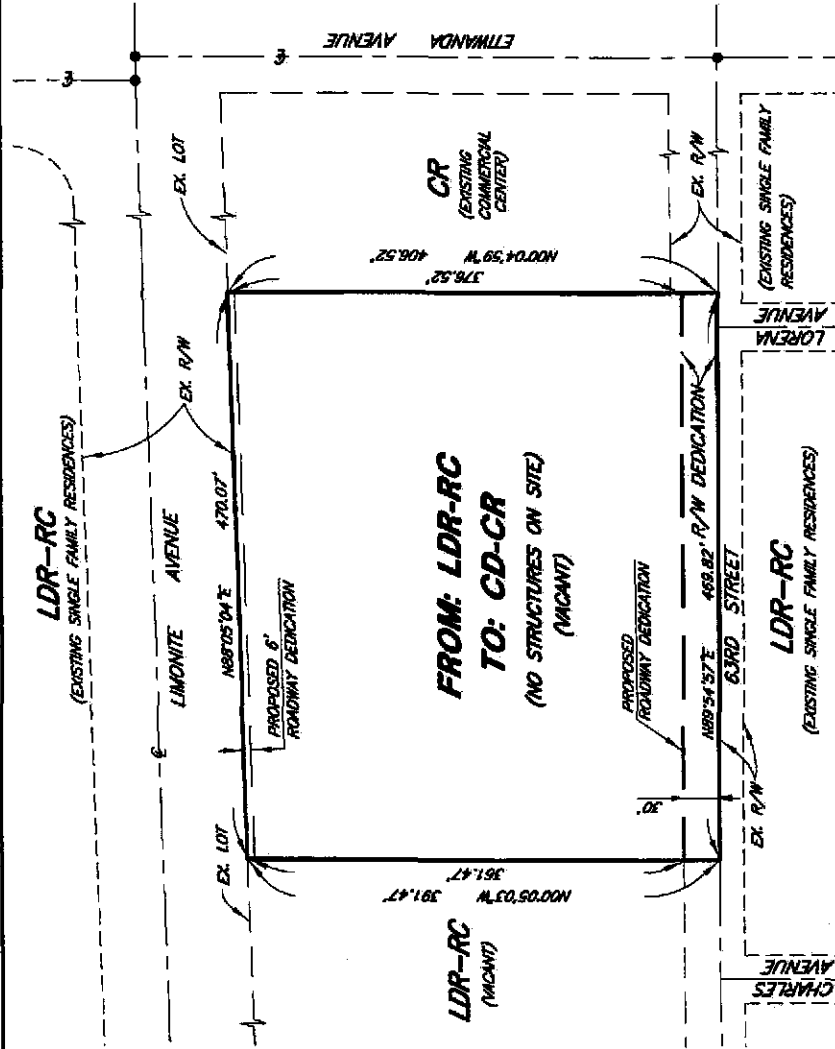 ETIWANDA AVENUE
LDR-RC
(EXISTING SINGLE FAMILY RESIDENCES)
LIMONITE AVENUE
EX. R/W
EX. LOT
EX. LOT
N88°05'04"E 470.07'
PROPOSED 6'
ROADWAY DEDICATION
CR
(EXISTING
COMMERCIAL
CENTER)
N00°04'59"W 406.52'
376.52'
FROM: LDR-RC
TO: CD-CR
(NO STRUCTURES ON SITE)
(VACANT)
LDR-RC
(VACANT)
N00°05'03"W 391.47'
361.47'
PROPOSED
ROADWAY DEDICATION
30'
N89°54'57"E 469.82'
R/W DEDICATION
EX. R/W
EX. R/W
63RD STREET
(EXISTING SINGLE FAMILY
RESIDENCES)
LORENA
AVENUE
LDR-RC
(EXISTING SINGLE FAMILY RESIDENCES)
CHARLES
AVENUE